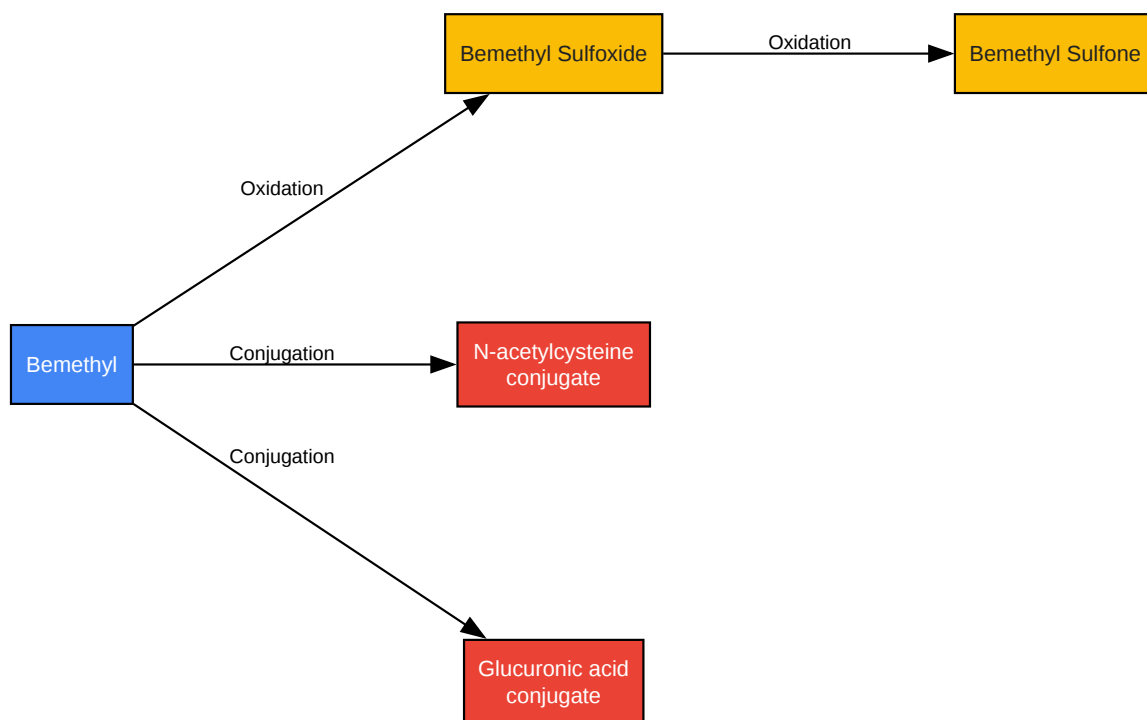 Bemethyl Sulfoxide
Oxidation
Bemethyl Sulfone
Oxidation
Bemethyl
Conjugation
N-acetylcysteine
conjugate
Conjugation
Glucuronic acid
conjugate